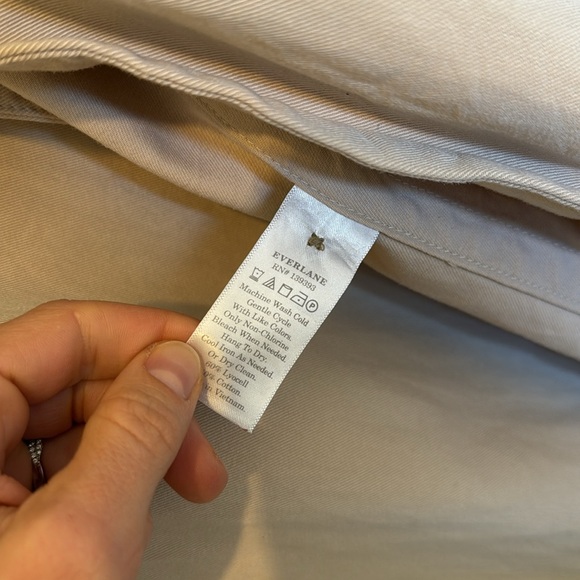 EVERLANE
RN# 139393
P
Machine Wash Cold
Gentle Cycle
With Like Colors.
Only Non-Chlorine
Bleach When Needed.
Hang To Dry.
Cool Iron As Needed.
Or Dry Clean.
Lyocell
Cotton.
Vietnam.